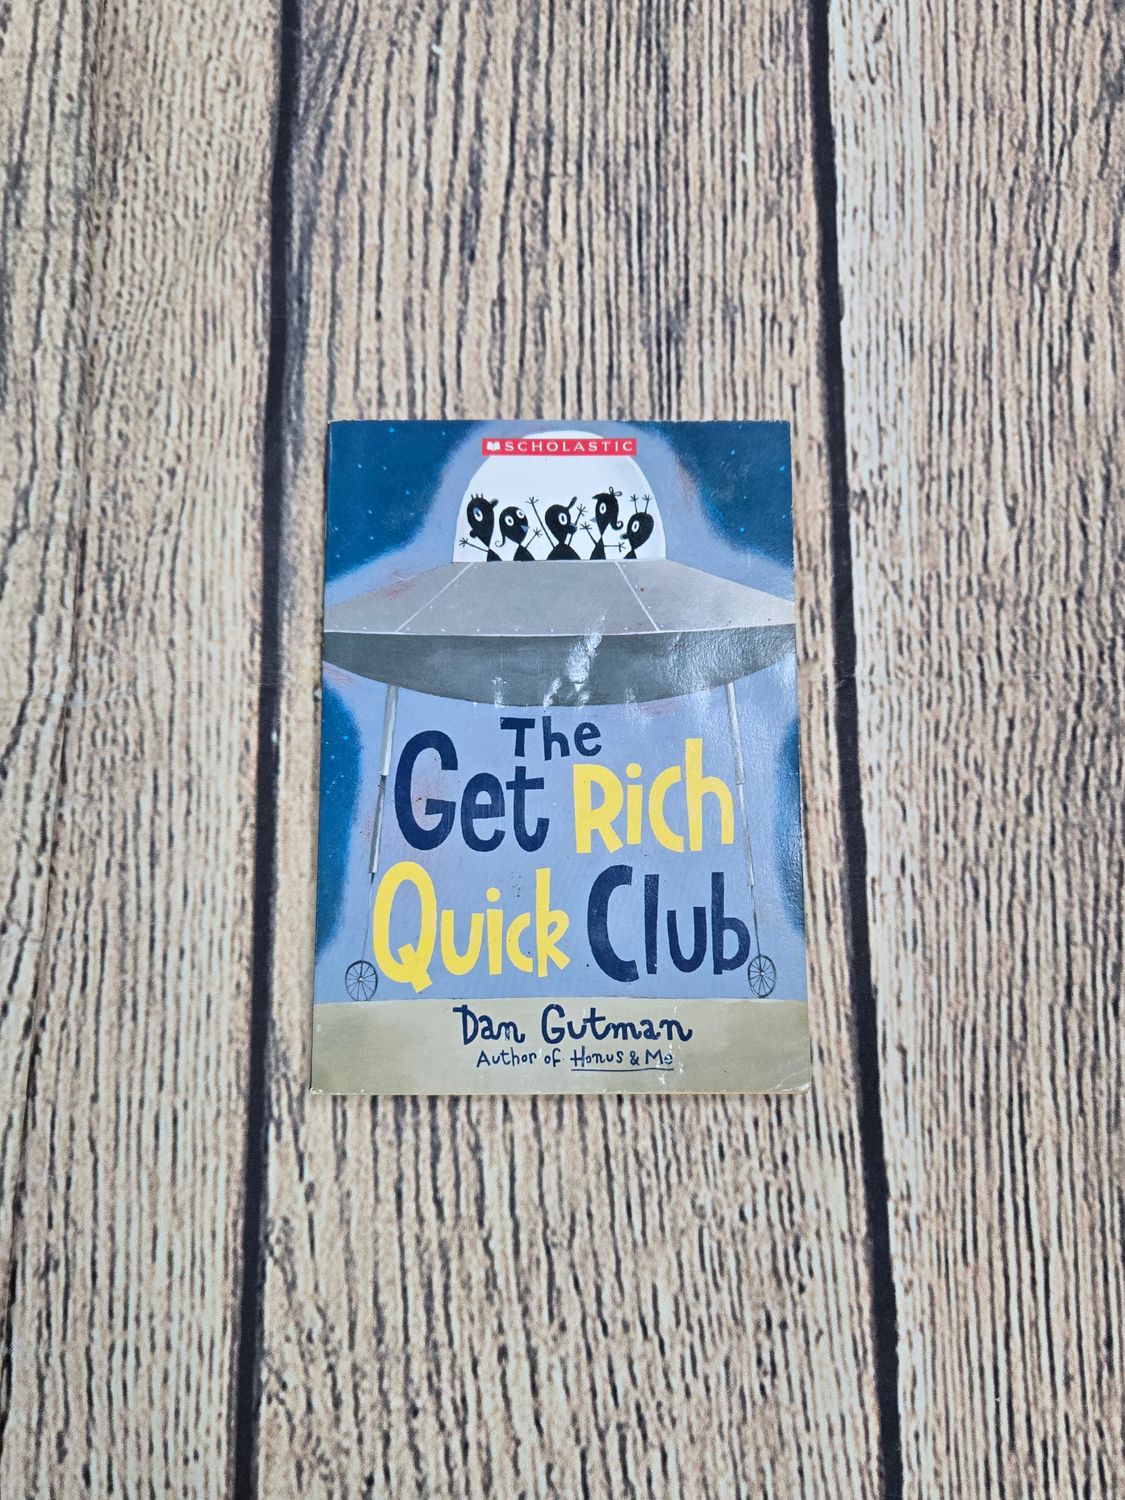 SCHOLASTIC
The
Get Rich
Quick Club
Dan Gutman
Author of Honus & Me